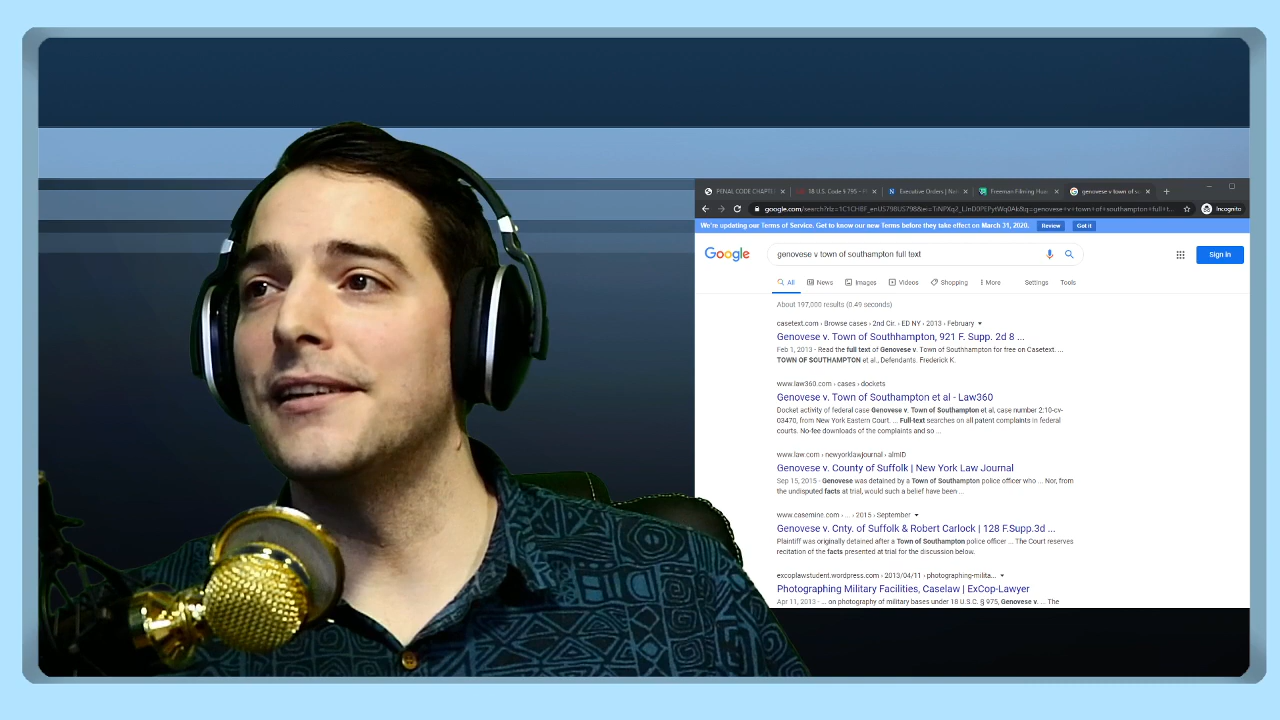 PENAL CODE CHAPTE
18 U.S. Code § 795 - P
Executive Orders | Nat
Freeman Filming Huo
genovese v town of so
Incognito
We're updating our Terms of Service. Get to know our new Terms before they take effect on March 31, 2020.
Review
Got it
Google
genovese v town of southampton full text
Sign in
All
News
Images
Videos
Shopping
More
Settings
Tools
About 197,000 results (0.49 seconds)
casetext.com › Browse cases › 2nd Cir. › ED NY › 2013 › February
Genovese v. Town of Southhampton, 921 F. Supp. 2d 8 ...
Feb 1, 2013 - Read the full text of Genovese v. Town of Southhampton for free on Casetext. ...
TOWN OF SOUTHAMPTON et al., Defendants. Frederick K.
www.law360.com › cases › dockets
Genovese v. Town of Southampton et al - Law360
Docket activity of federal case Genovese v. Town of Southampton et al, case number 2:10-cv-
03470, from New York Eastern Court. ... Full-text searches on all patent complaints in federal
courts. No-fee downloads of the complaints and so ...
www.law.com › newyorklawjournal › almID
Genovese v. County of Suffolk | New York Law Journal
Sep 15, 2015 - Genovese was detained by a Town of Southampton police officer who ... Nor, from
the undisputed facts at trial, would such a belief have been ...
www.casemine.com › ... › 2015 › September
Genovese v. Cnty. of Suffolk & Robert Carlock | 128 F.Supp.3d ...
Plaintiff was originally detained after a Town of Southampton police officer ... The Court reserves
recitation of the facts presented at trial for the discussion below.
excoplawstudent.wordpress.com › 2013/04/11 › photographing-milita...
Photographing Military Facilities, Caselaw | ExCop-Lawyer
Apr 11, 2013 - ... on photography of military bases under 18 U.S.C. § 975, Genovese v. ... The